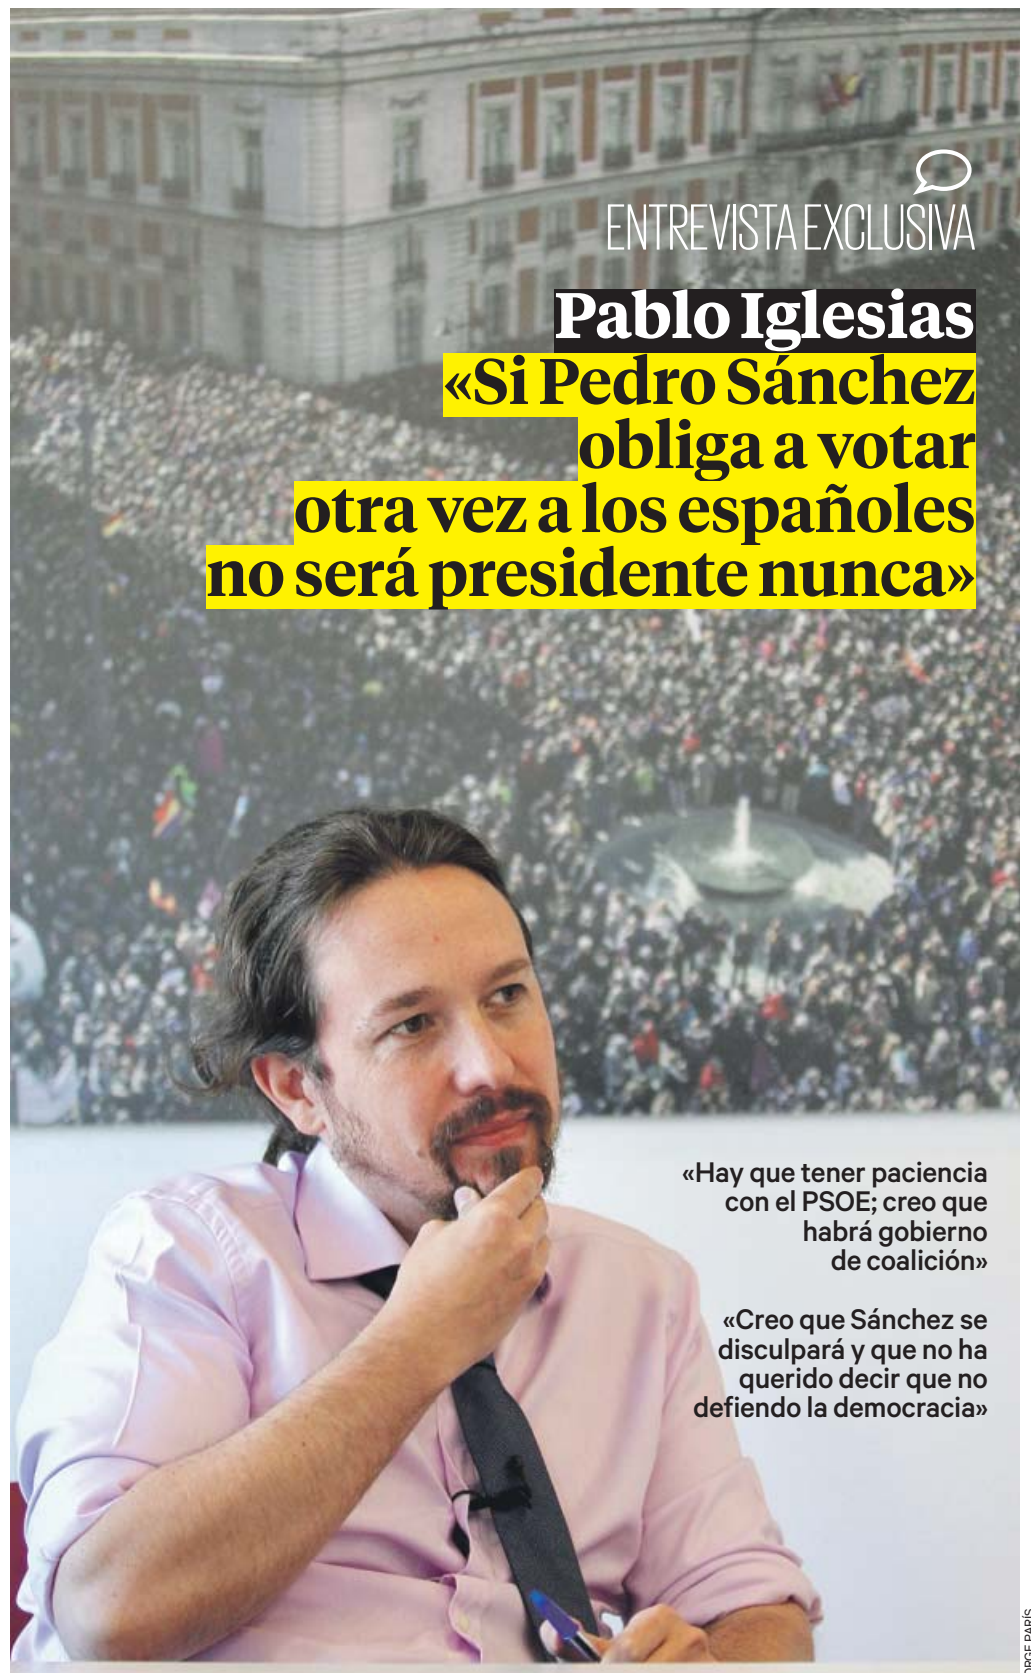 ENTREVISTA EXCLUSIVA
Pablo Iglesias
«Si Pedro Sánchez
obliga a votar
otra vez a los españoles
no será presidente nunca»
«Hay que tener paciencia
con el PSOE; creo que
habrá gobierno
de coalición»
«Creo que Sánchez se
disculpará y que no ha
querido decir que no
defiendo la democracia»
PARÍS